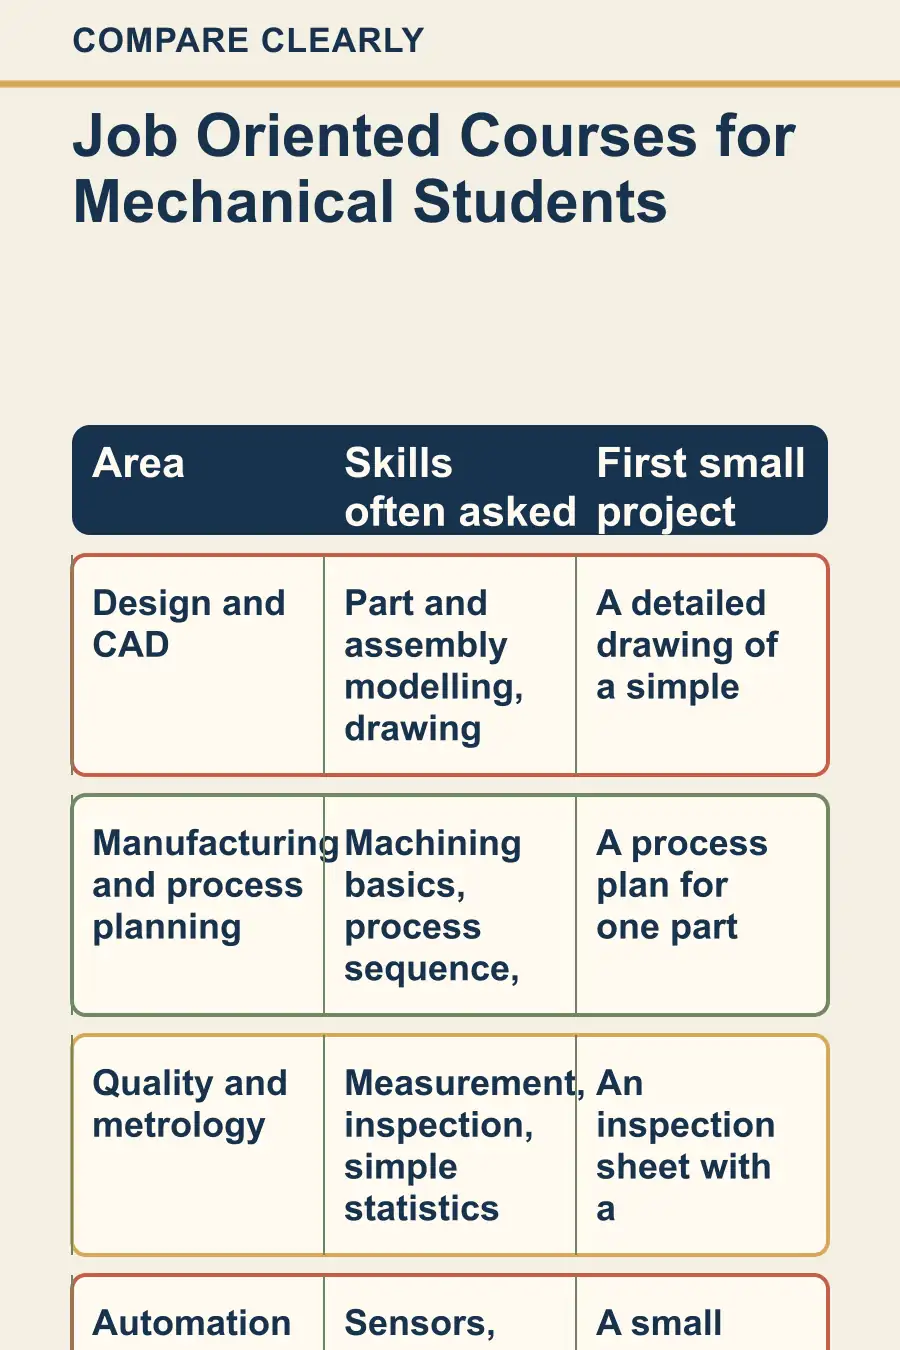 COMPARE CLEARLY
Job Oriented Courses for
Mechanical Students
Area
Skills
often asked
First small
project
Design and
CAD
Part and
assembly
modelling,
drawing
A detailed
drawing of
a simple
Manufacturing
and process
planning
Machining
basics,
process
sequence,
A process
plan for
one part
Quality and
metrology
Measurement,
inspection,
simple
statistics
An
inspection
sheet with
a
Automation
Sensors,
A small